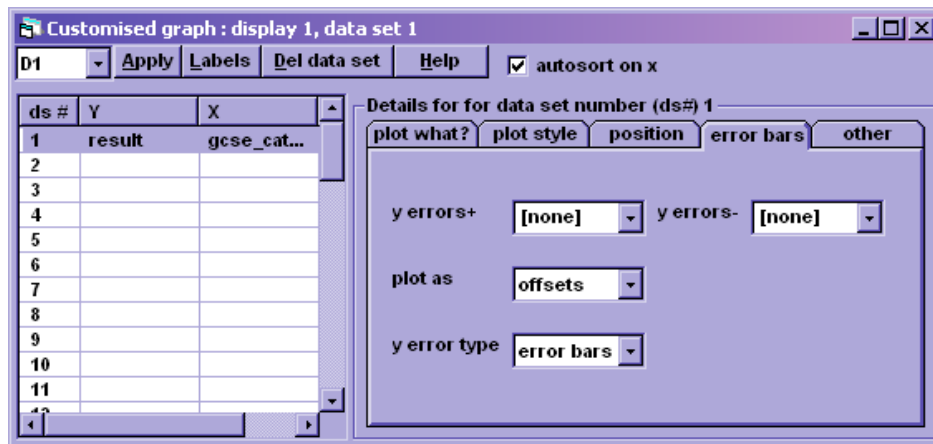 Customised graph : display 1, data set 1
D1 Apply Labels Del data set Help autosort on x
ds # Y X
1 result gcse_cat...
2
3
4
5
6
7
8
9
10
11
12
Details for for data set number (ds#) 1
plot what? plot style position error bars other
y errors+ [none] y errors- [none]
plot as offsets
y error type error bars